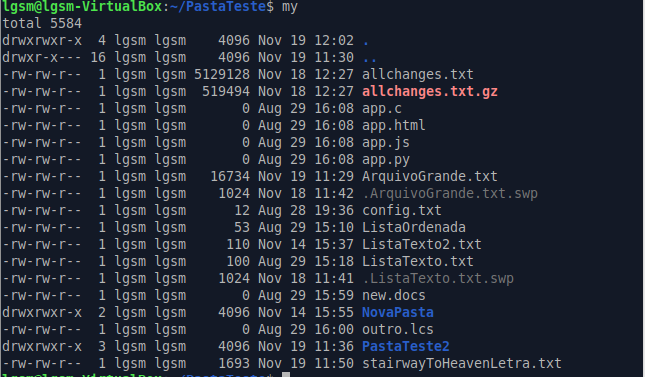 lgsm@lgsm-VirtualBox:~/PastaTeste$ my
total 5584
drwxrwxr-x  4 lgsm lgsm    4096 Nov 19 12:02 .
drwxr-x--- 16 lgsm lgsm    4096 Nov 19 11:30 ..
-rw-rw-r--  1 lgsm lgsm 5129128 Nov 18 12:27 allchanges.txt
-rw-rw-r--  1 lgsm lgsm  519494 Nov 18 12:27 allchanges.txt.gz
-rw-rw-r--  1 lgsm lgsm       0 Aug 29 16:08 app.c
-rw-rw-r--  1 lgsm lgsm       0 Aug 29 16:08 app.html
-rw-rw-r--  1 lgsm lgsm       0 Aug 29 16:08 app.js
-rw-rw-r--  1 lgsm lgsm       0 Aug 29 16:08 app.py
-rw-rw-r--  1 lgsm lgsm   16734 Nov 19 11:29 ArquivoGrande.txt
-rw-rw-r--  1 lgsm lgsm    1024 Nov 18 11:42 .ArquivoGrande.txt.swp
-rw-rw-r--  1 lgsm lgsm      12 Aug 28 19:36 config.txt
-rw-rw-r--  1 lgsm lgsm      53 Aug 29 15:10 ListaOrdenada
-rw-rw-r--  1 lgsm lgsm     110 Nov 14 15:37 ListaTexto2.txt
-rw-rw-r--  1 lgsm lgsm     100 Aug 29 15:18 ListaTexto.txt
-rw-rw-r--  1 lgsm lgsm    1024 Nov 18 11:41 .ListaTexto.txt.swp
-rw-rw-r--  1 lgsm lgsm       0 Aug 29 15:59 new.docs
drwxrwxr-x  2 lgsm lgsm    4096 Nov 14 15:55 NovaPasta
-rw-rw-r--  1 lgsm lgsm       0 Aug 29 16:00 outro.lcs
drwxrwxr-x  3 lgsm lgsm    4096 Nov 19 11:36 PastaTeste2
-rw-rw-r--  1 lgsm lgsm    1693 Nov 19 11:50 stairwayToHeavenLetra.txt
lgsm@lgsm-VirtualBox:~/PastaTeste$